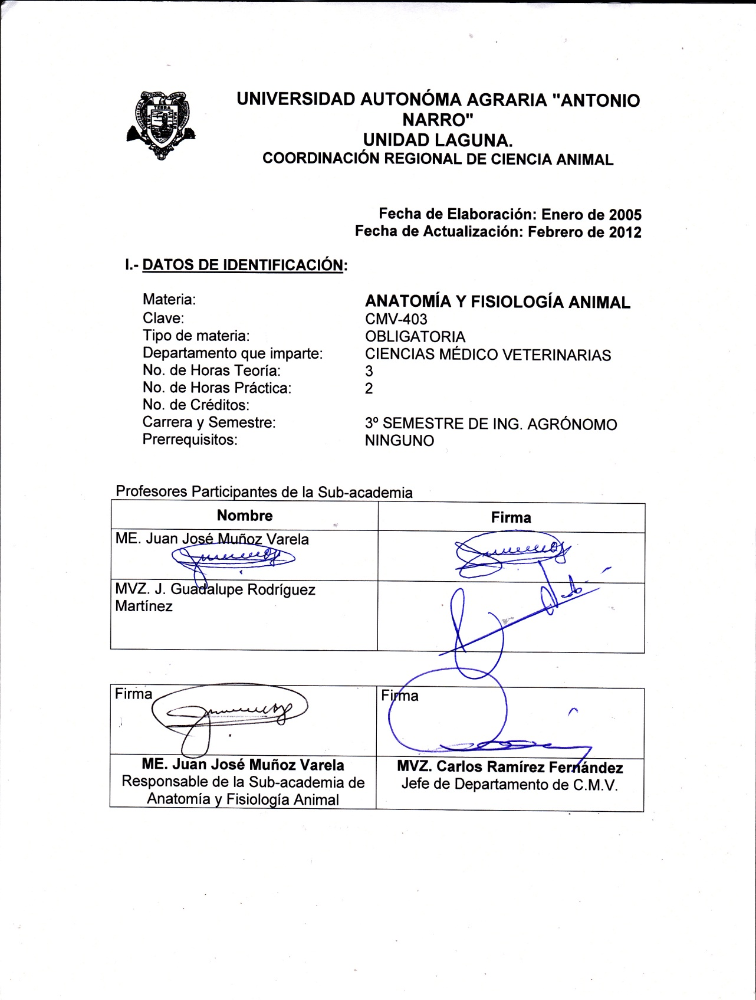 UNIVERSIDAD AUTONÓMA AGRARIA "ANTONIO
NARRO"
UNIDAD LAGUNA.
COORDINACIÓN REGIONAL DE CIENCIA ANIMAL
TERRA
MATER
Fecha de Elaboración: Enero de 2005
Fecha de Actualización: Febrero de 2012
I.- DATOS DE IDENTIFICACIÓN:
Materia: ANATOMÍA Y FISIOLOGÍA ANIMAL
Clave: CMV-403
Tipo de materia: OBLIGATORIA
Departamento que imparte: CIENCIAS MÉDICO VETERINARIAS
No. de Horas Teoría: 3
No. de Horas Práctica: 2
No. de Créditos:
Carrera y Semestre: 3º SEMESTRE DE ING. AGRÓNOMO
Prerrequisitos: NINGUNO
Profesores Participantes de la Sub-academia
Nombre Firma
ME. Juan José Muñoz Varela
MVZ. J. Guadalupe Rodríguez
Martínez
Firma Firma
ME. Juan José Muñoz Varela
Responsable de la Sub-academia de
Anatomía y Fisiología Animal
MVZ. Carlos Ramírez Fernández
Jefe de Departamento de C.M.V.